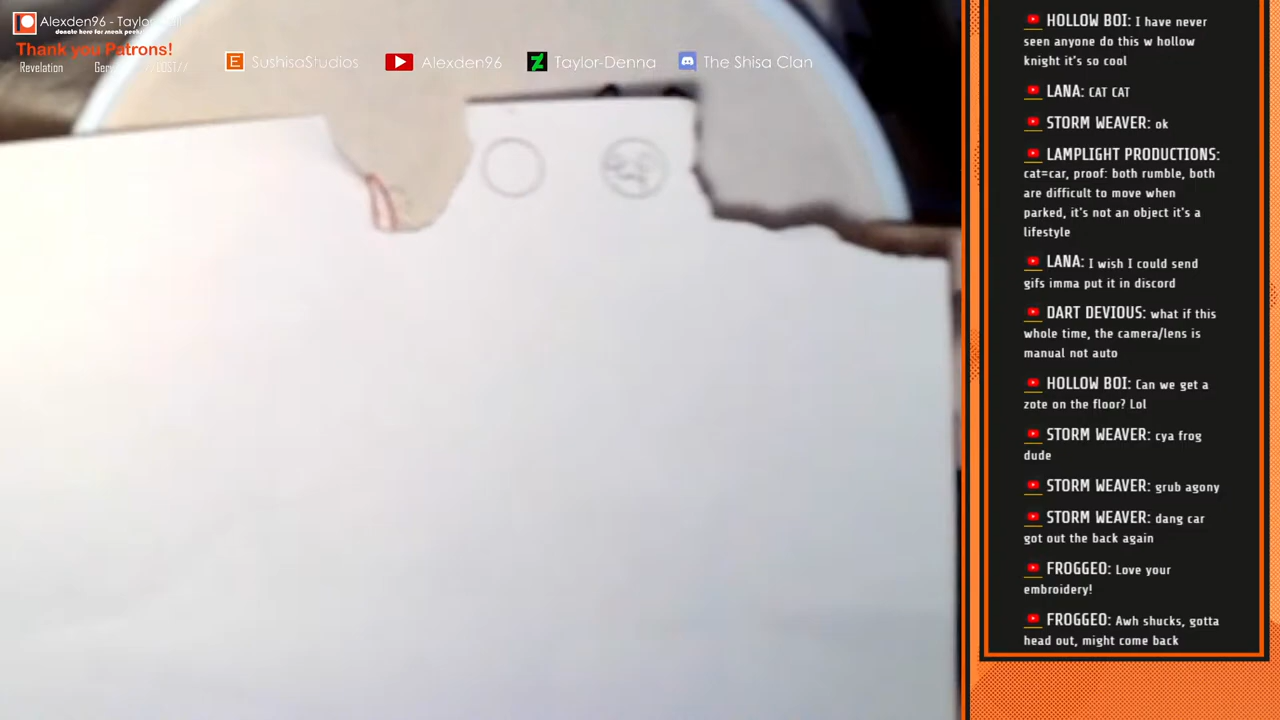 Alexden96 - Taylor
donate here for sneak peeks
Thank you Patrons!
Revelation
SushisaStudios
Alexden96
Taylor-Denna
The Shisa Clan
HOLLOW BOI: I have never
seen anyone do this w hollow
knight it's so cool
LANA: CAT CAT
STORM WEAVER: ok
LAMPLIGHT PRODUCTIONS:
cat=car, proof: both rumble, both
are difficult to move when
parked, it's not an object it's a
lifestyle
LANA: I wish I could send
gifs imma put it in discord
DART DEVIOUS: what if this
whole time, the camera/lens is
manual not auto
HOLLOW BOI: Can we get a
zote on the floor? Lol
STORM WEAVER: cya frog
dude
STORM WEAVER: grub agony
STORM WEAVER: dang car
got out the back again
FROGGEO: Love your
embroidery!
FROGGEO: Awh shucks, gotta
head out, might come back